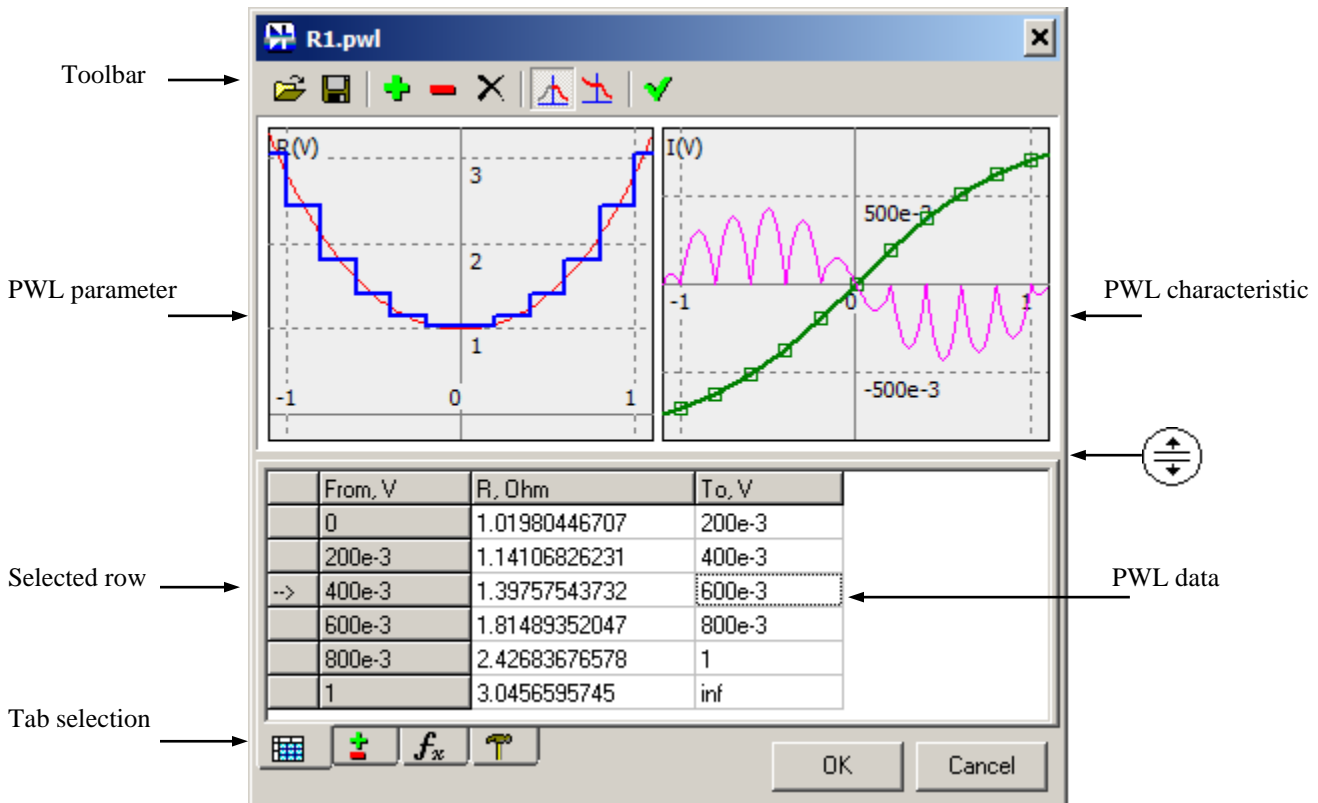 R1.pwl
Toolbar
R(V)
3
2
1
-1
0
1
I(V)
500e-3
-1
0
1
-500e-3
PWL parameter
PWL characteristic
From, V R, Ohm To, V
0 1.01980446707 200e-3
200e-3 1.14106826231 400e-3
Selected row
--> 400e-3 1.39757543732 600e-3
PWL data
600e-3 1.81489352047 800e-3
800e-3 2.42683676578 1
1 3.0456595745 inf
Tab selection
fx
OK
Cancel